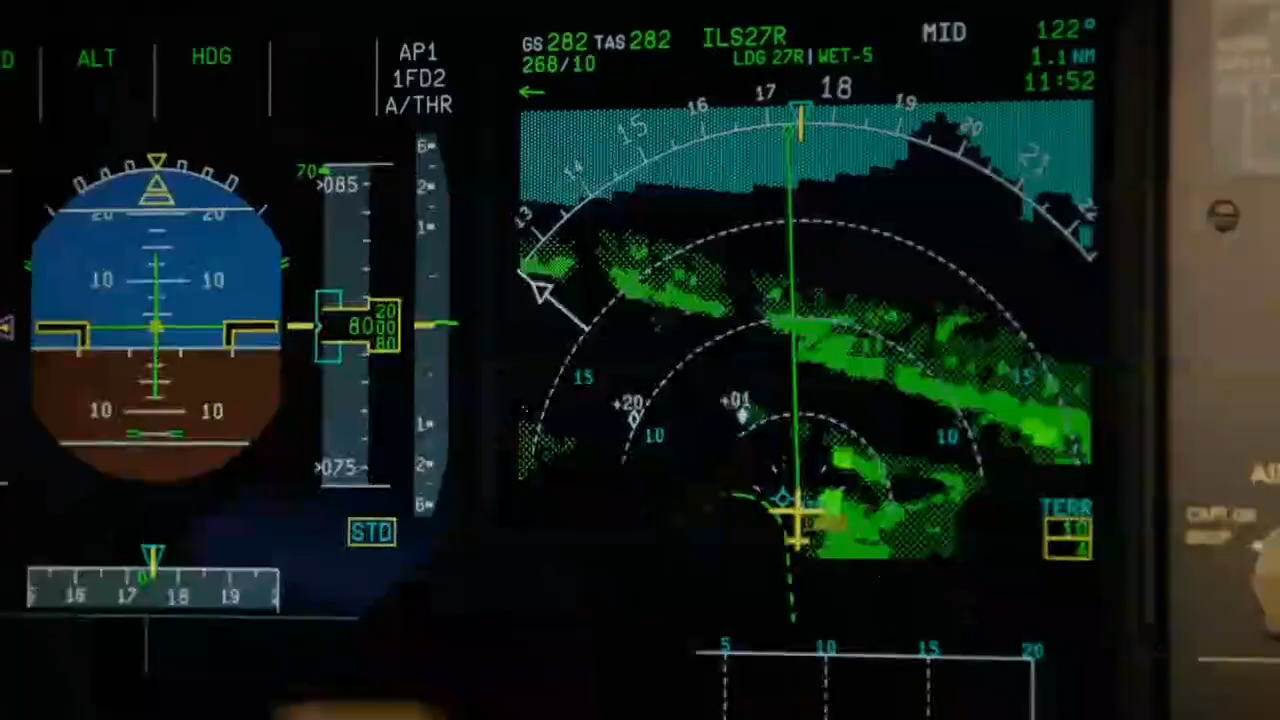 D ALT HDG AP1
1FD2
A/THR
GS 282 TAS 282 ILS27R MID 122°
268/10 LDG 27R | WET-5 1.1 NM
← 11:52
13 14 15 16 17 18 19 20
70
085
20 20
10 10
20
80 00
80
10 10
075
STD
6
2
1
1
2
6
16 17 18 19
0
15 15
+20 +01
10 10
TERR
10
4
5 10 15 20